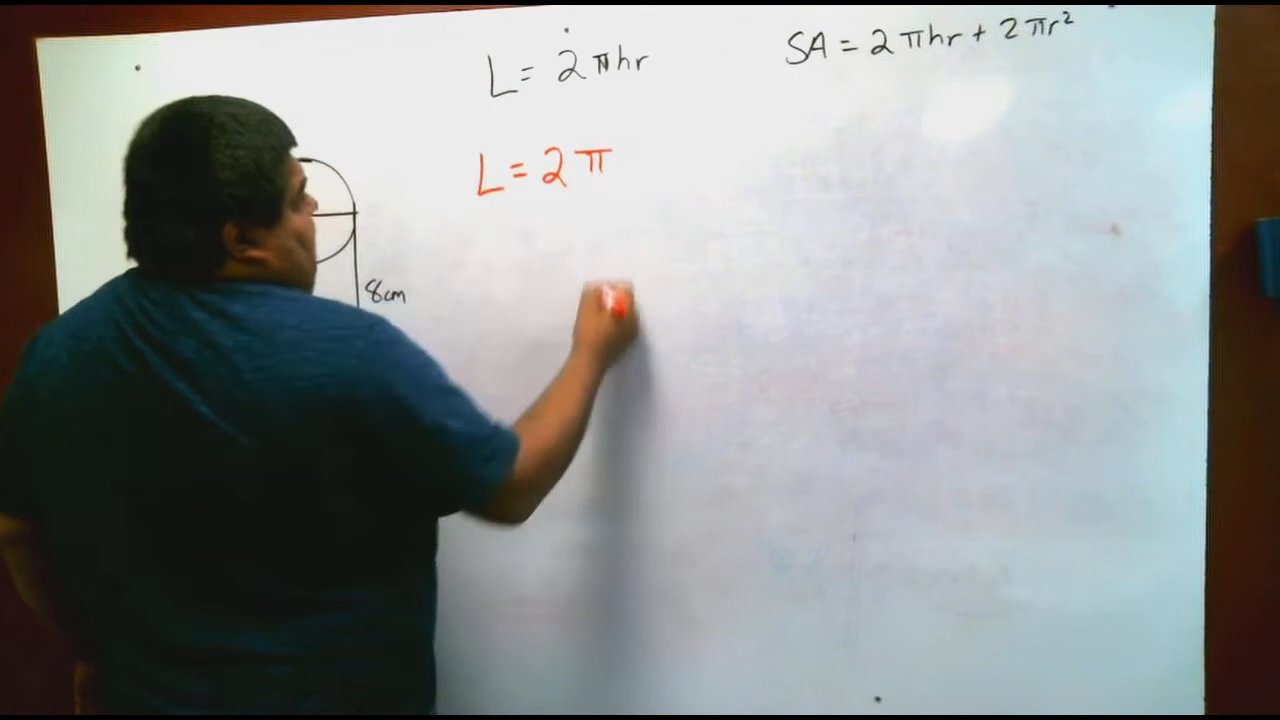 L = 2πhr
SA = 2πhr + 2πr²
L = 2π
8cm